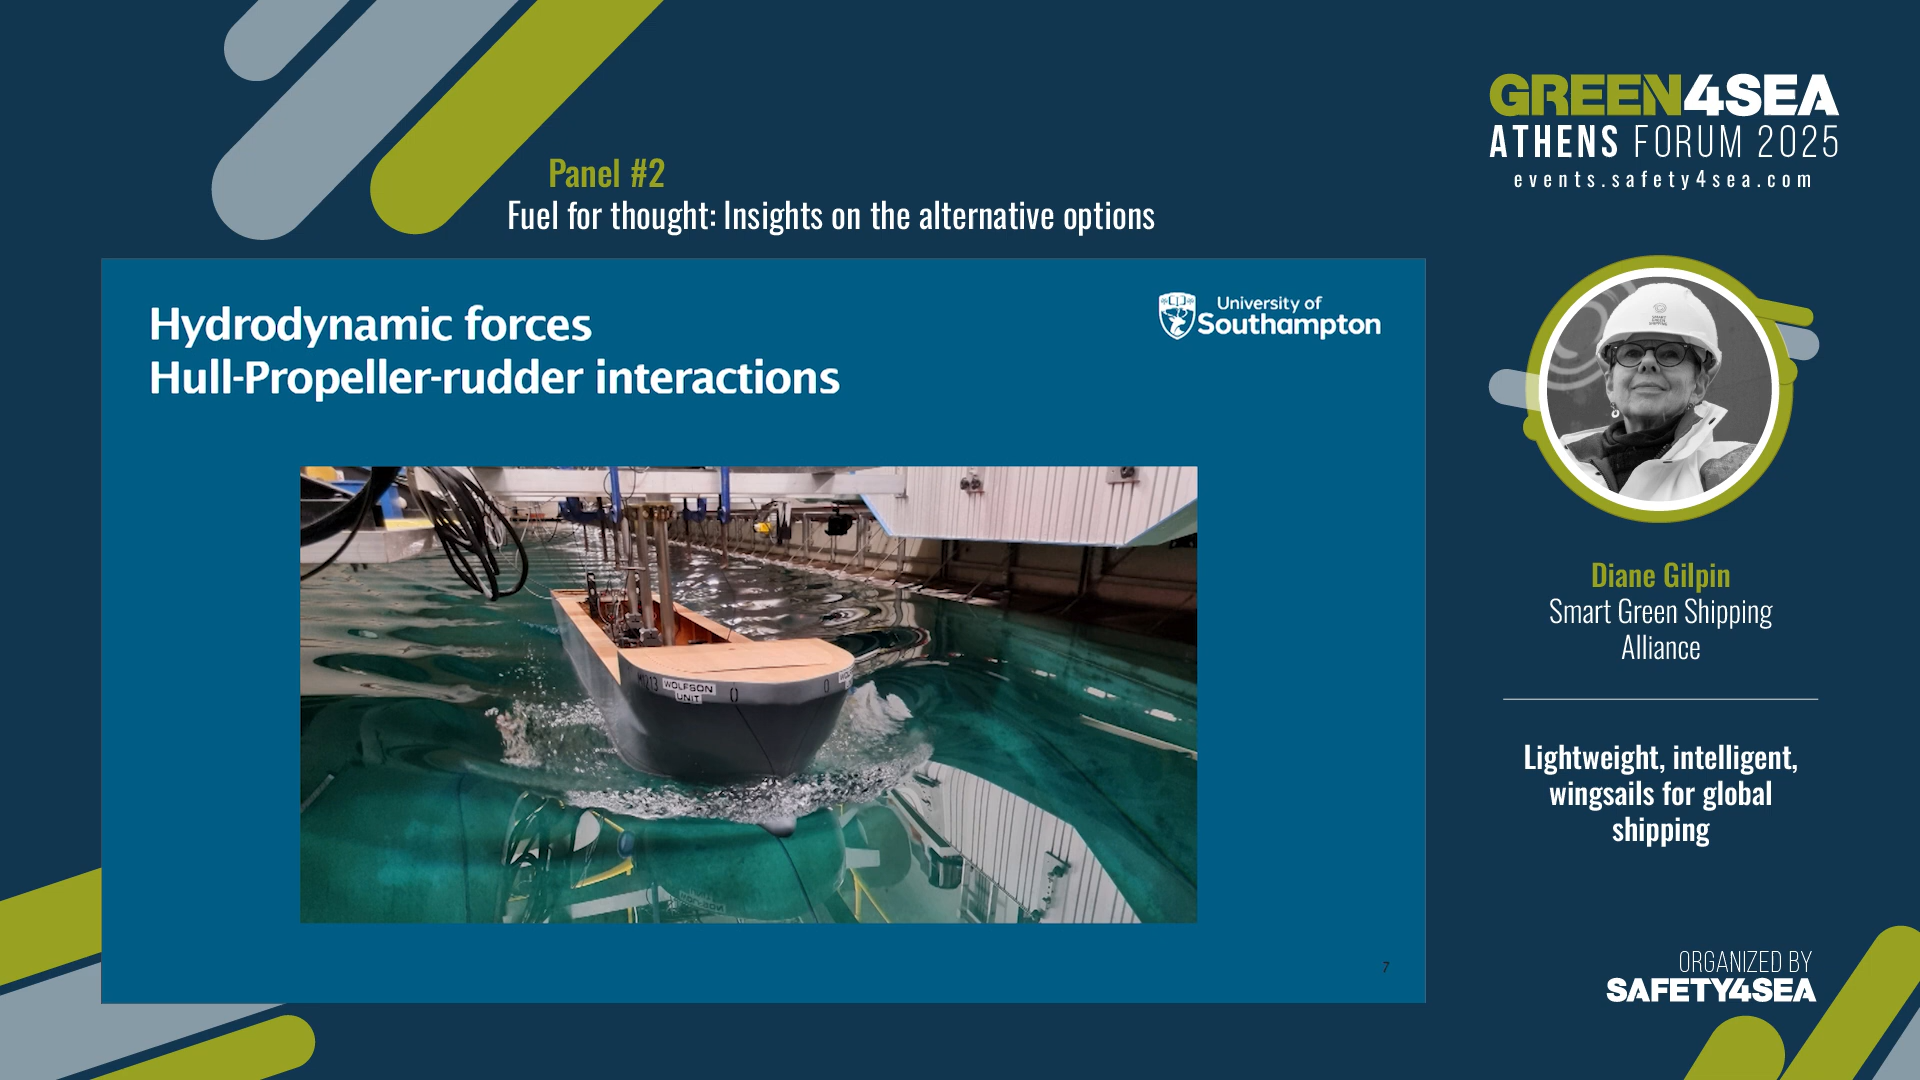 GREEN4SEA
ATHENS FORUM 2025
events.safety4sea.com
Panel #2
Fuel for thought: Insights on the alternative options
Hydrodynamic forces
Hull-Propeller-rudder interactions
University of
Southampton
WOLFSON
UNIT
0
0
7
Diane Gilpin
Smart Green Shipping
Alliance
Lightweight, intelligent,
wingsails for global
shipping
ORGANIZED BY
SAFETY4SEA